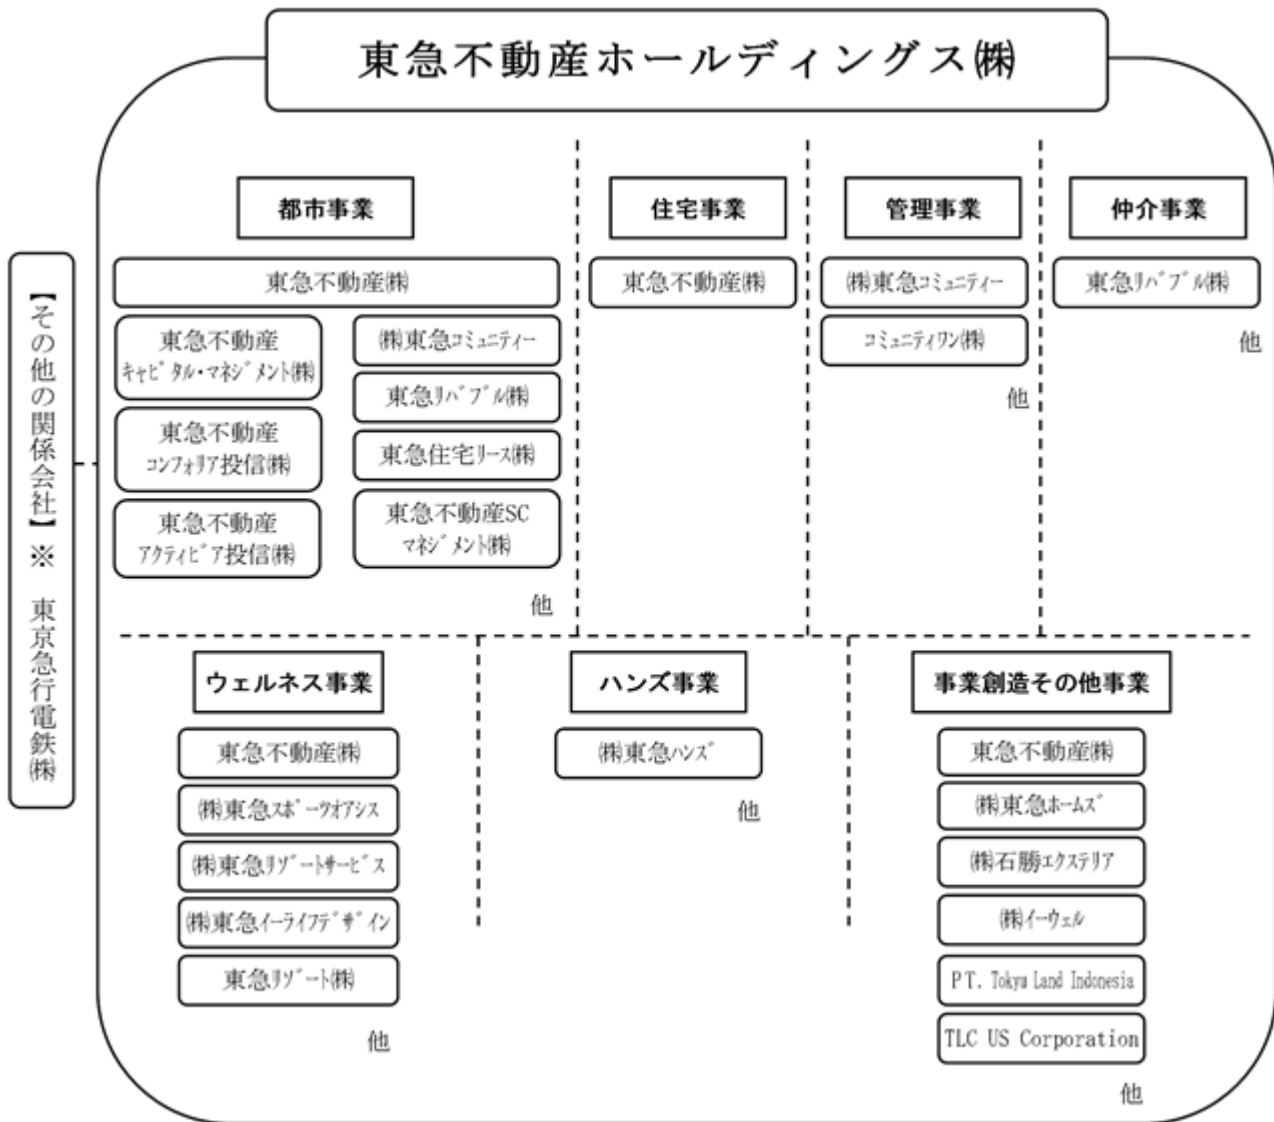 東急不動産ホールディングス㈱
【その他の関係会社】※　東京急行電鉄㈱
都市事業
東急不動産㈱
東急不動産
ｷｬﾋﾟﾀﾙ・ﾏﾈｼﾞﾒﾝﾄ㈱
東急不動産
ｺﾝﾌｫﾘｱ投信㈱
東急不動産
ｱｸﾃｨﾋﾞｱ投信㈱
㈱東急ｺﾐｭﾆﾃｨｰ
東急ﾘﾊﾞﾌﾞﾙ㈱
東急住宅ﾘｰｽ㈱
東急不動産SC
ﾏﾈｼﾞﾒﾝﾄ㈱
他
住宅事業
東急不動産㈱
管理事業
㈱東急ｺﾐｭﾆﾃｨｰ
ｺﾐｭﾆﾃｨﾜﾝ㈱
他
仲介事業
東急ﾘﾊﾞﾌﾞﾙ㈱
他
ウェルネス事業
東急不動産㈱
㈱東急ｽﾎﾟｰﾂｵｱｼｽ
㈱東急ﾘｿﾞｰﾄｻｰﾋﾞｽ
㈱東急ｲｰﾗｲﾌﾃﾞｻﾞｲﾝ
東急ﾘｿﾞｰﾄ㈱
他
ハンズ事業
㈱東急ﾊﾝｽﾞ
他
事業創造その他事業
東急不動産㈱
㈱東急ﾎｰﾑｽﾞ
㈱石勝ｴｸｽﾃﾘｱ
㈱ｲｰｳｪﾙ
PT. Tokyu Land Indonesia
TLC US Corporation
他